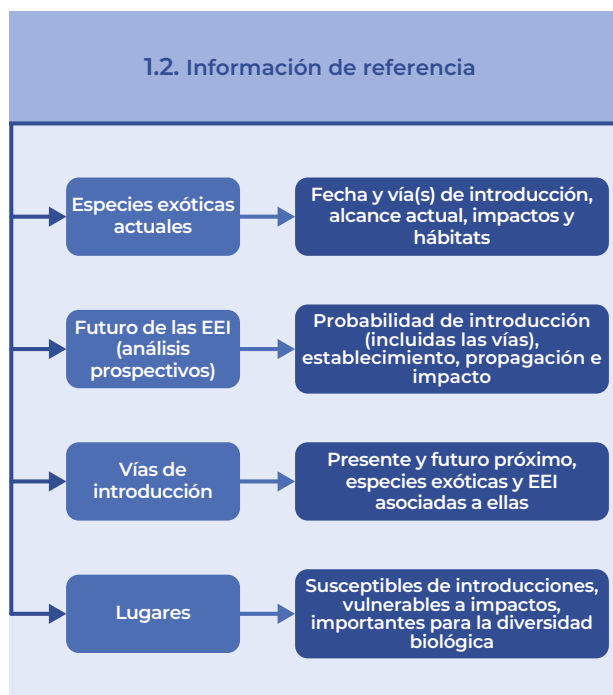 1.2. Información de referencia
Especies exóticas
actuales
Fecha y vía(s) de introducción,
alcance actual, impactos y
hábitats
Futuro de las EEI
(análisis
prospectivos)
Probabilidad de introducción
(incluidas las vías),
establecimiento, propagación e
impacto
Vías de
introducción
Presente y futuro próximo,
especies exóticas y EEI
asociadas a ellas
Lugares
Susceptibles de introducciones,
vulnerables a impactos,
importantes para la diversidad
biológica